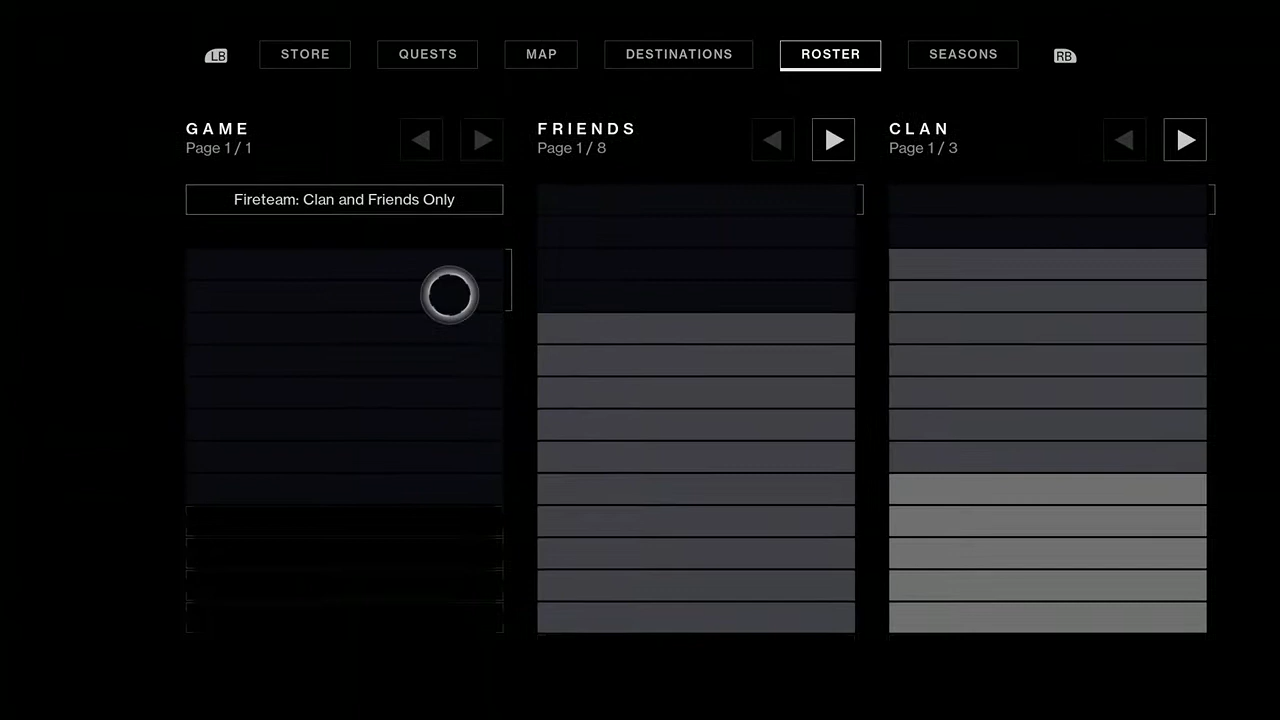 LB
STORE
QUESTS
MAP
DESTINATIONS
ROSTER
SEASONS
RB
GAME
Page 1 / 1
FRIENDS
Page 1 / 8
CLAN
Page 1 / 3
Fireteam: Clan and Friends Only